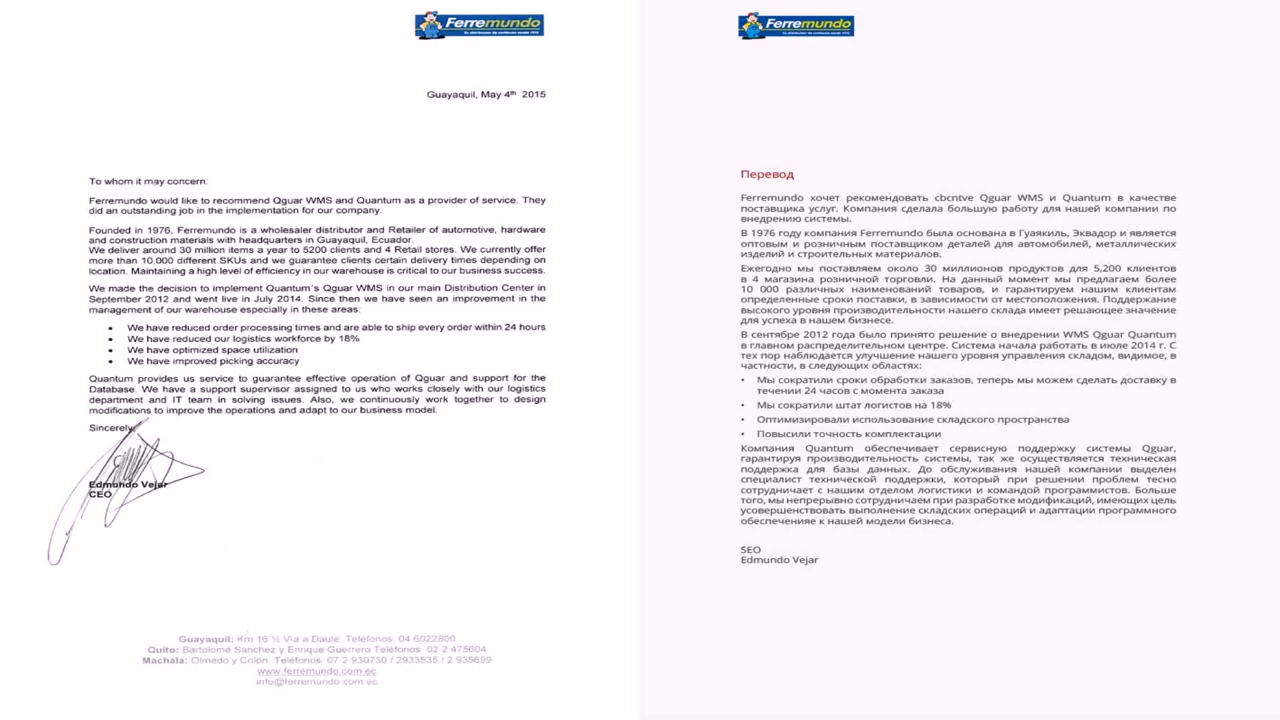 Ferremundo
Su distribuidor de confianza desde 1976
Guayaquil, May 4th 2015
To whom it may concern:
Ferremundo would like to recommend Qguar WMS and Quantum as a provider of service. They
did an outstanding job in the implementation for our company.
Founded in 1976, Ferremundo is a wholesaler distributor and Retailer of automotive, hardware
and construction materials with headquarters in Guayaquil, Ecuador.
We deliver around 30 million items a year to 5200 clients and 4 Retail stores. We currently offer
more than 10,000 different SKUs and we guarantee clients certain delivery times depending on
location. Maintaining a high level of efficiency in our warehouse is critical to our business success.
We made the decision to implement Quantum´s Qguar WMS in our main Distribution Center in
September 2012 and went live in July 2014. Since then we have seen an improvement in the
management of our warehouse especially in these areas:
• We have reduced order processing times and are able to ship every order within 24 hours
• We have reduced our logistics workforce by 18%
• We have optimized space utilization
• We have improved picking accuracy
Quantum provides us service to guarantee effective operation of Qguar and support for the
Database. We have a support supervisor assigned to us who works closely with our logistics
department and IT team in solving issues. Also, we continuously work together to design
modifications to improve the operations and adapt to our business model.
Sincerely,
Edmundo Vejar
CEO
Guayaquil: Km 16 ½ Via a Daule. Teléfonos: 04 6022800
Quito: Bartolomé Sánchez y Enrique Guerrero Teléfonos: 02 2 475604
Machala: Olmedo y Colón. Teléfonos: 07 2 930730 / 2933535 / 2 935699
www.ferremundo.com.ec
info@ferremundo.com.ec
Ferremundo
Su distribuidor de confianza desde 1976
Перевод
Ferremundo хочет рекомендовать cbcntve Qguar WMS и Quantum в качестве
поставщика услуг. Компания сделала большую работу для нашей компании по
внедрению системы.
В 1976 году компания Ferremundo была основана в Гуаякиль, Эквадор и является
оптовым и розничным поставщиком деталей для автомобилей, металлических
изделий и строительных материалов.
Ежегодно мы поставляем около 30 миллионов продуктов для 5,200 клиентов
в 4 магазина розничной торговли. На данный момент мы предлагаем более
10 000 различных наименований товаров, и гарантируем нашим клиентам
определенные сроки поставки, в зависимости от местоположения. Поддержание
высокого уровня производительности нашего склада имеет решающее значение
для успеха в нашем бизнесе.
В сентябре 2012 года было принято решение о внедрении WMS Qguar Quantum
в главном распределительном центре. Система начала работать в июле 2014 г. С
тех пор наблюдается улучшение нашего уровня управления складом, видимое, в
частности, в следующих областях:
• Мы сократили сроки обработки заказов, теперь мы можем сделать доставку в
течении 24 часов с момента заказа
• Мы сократили штат логистов на 18%
• Оптимизировали использование складского пространства
• Повысили точность комплектации
Компания Quantum обеспечивает сервисную поддержку системы Qguar,
гарантируя производительность системы, так же осуществляется техническая
поддержка для базы данных. До обслуживания нашей компании выделен
специалист технической поддержки, который при решении проблем тесно
сотрудничает с нашим отделом логистики и командой программистов. Больше
того, мы непрерывно сотрудничаем при разработке модификаций, имеющих цель
усовершенствовать выполнение складских операций и адаптации программного
обеспеченияе к нашей модели бизнеса.
SEO
Edmundo Vejar